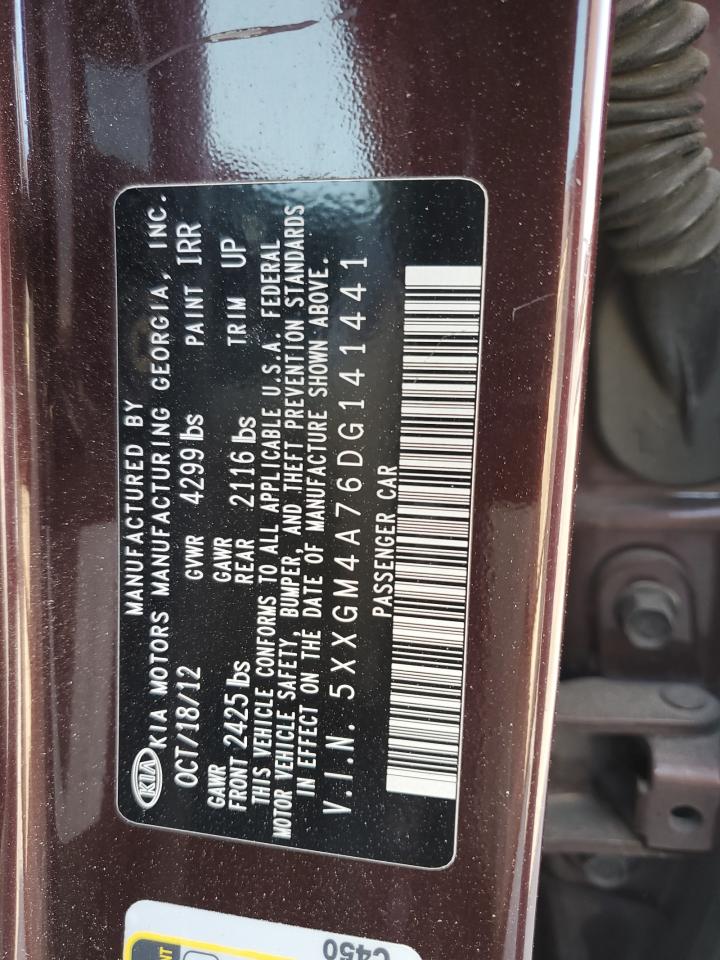 MANUFACTURED BY
KIA KIA MOTORS MANUFACTURING GEORGIA, INC.
OCT/18/12 GVWR 4299 lbs PAINT IRR
GAWR FRONT 2425 lbs GAWR REAR 2116 lbs TRIM UP
THIS VEHICLE CONFORMS TO ALL APPLICABLE U.S.A. FEDERAL
MOTOR VEHICLE SAFETY, BUMPER, AND THEFT PREVENTION STANDARDS
IN EFFECT ON THE DATE OF MANUFACTURE SHOWN ABOVE.
V.I.N. 5XXGM4A76DG141441
PASSENGER CAR
C450